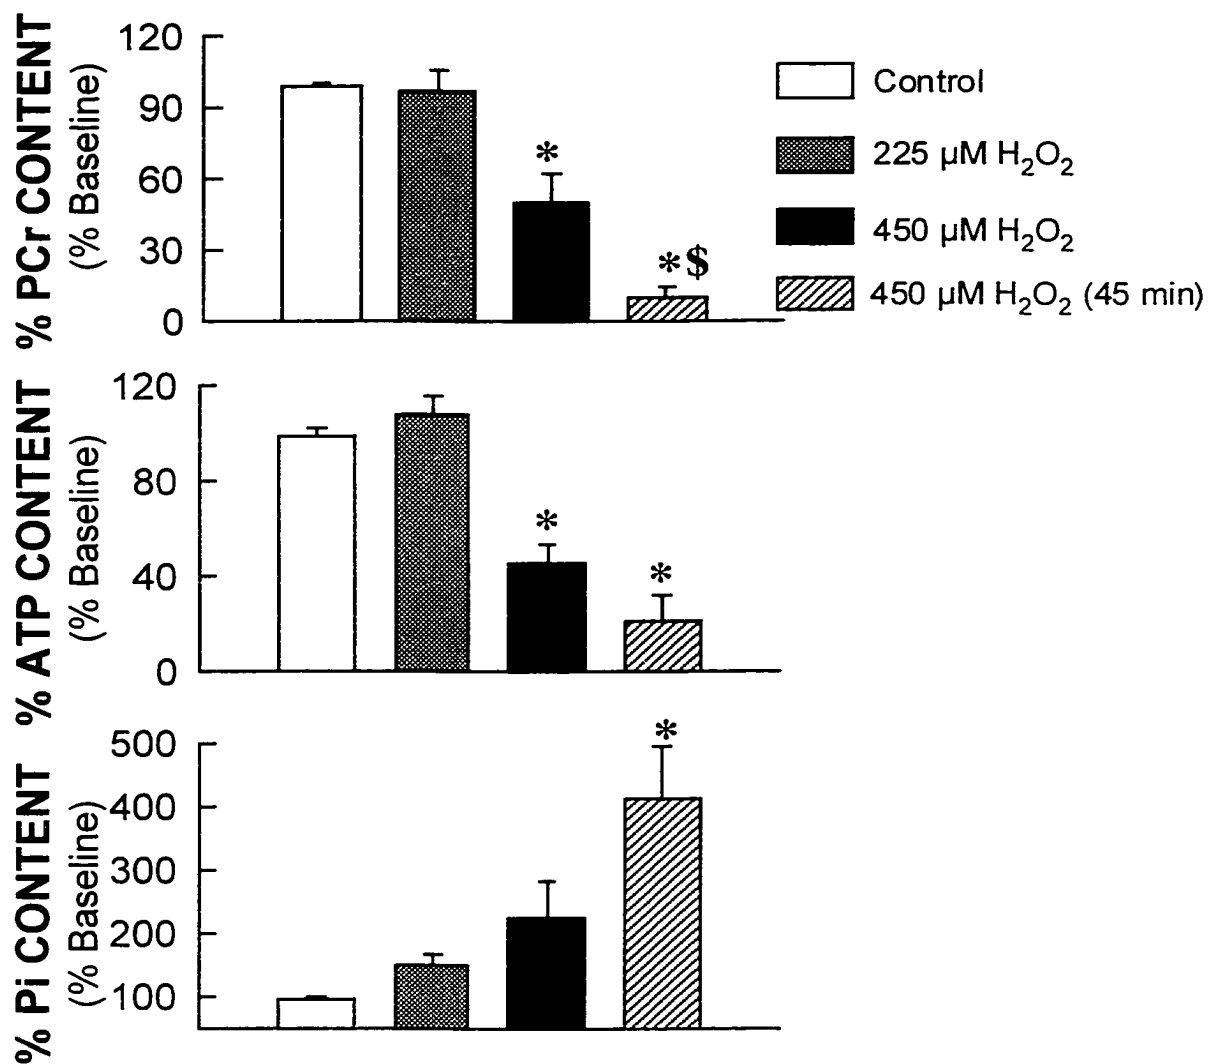 % PCr CONTENT
(% Baseline)
120
90
60
30
0
*
*$
Control
225 µM H₂O₂
450 µM H₂O₂
450 µM H₂O₂ (45 min)
% ATP CONTENT
(% Baseline)
120
80
40
0
*
*
% Pi CONTENT
(% Baseline)
500
400
300
200
100
*